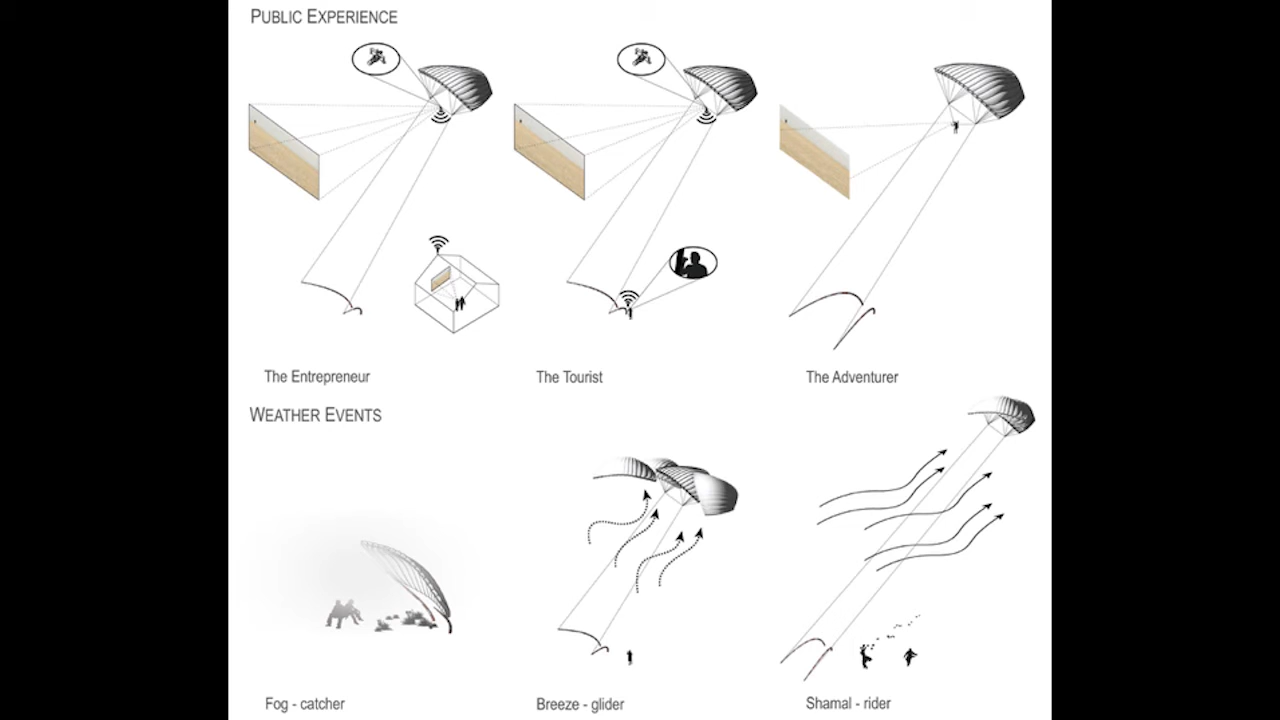 PUBLIC EXPERIENCE
The Entrepreneur
The Tourist
The Adventurer
WEATHER EVENTS
Fog - catcher
Breeze - glider
Shamal - rider